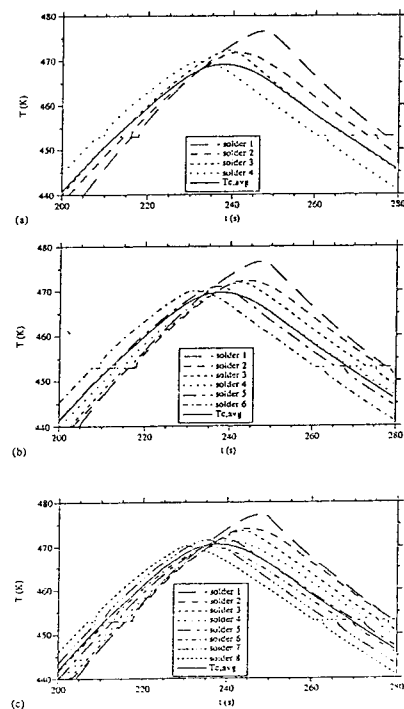 480
470
T (K)
460
450
440
200
220
240
260
280
t (s)
solder 1
solder 2
solder 3
solder 4
Tc,avg
(a)
480
470
T (K)
460
450
440
200
220
240
260
280
t (s)
solder 1
solder 2
solder 3
solder 4
solder 5
solder 6
Tc,avg
(b)
480
470
T (K)
460
450
440
200
220
240
260
280
t (s)
solder 1
solder 2
solder 3
solder 4
solder 5
solder 6
solder 7
solder 8
Tc,avg
(c)